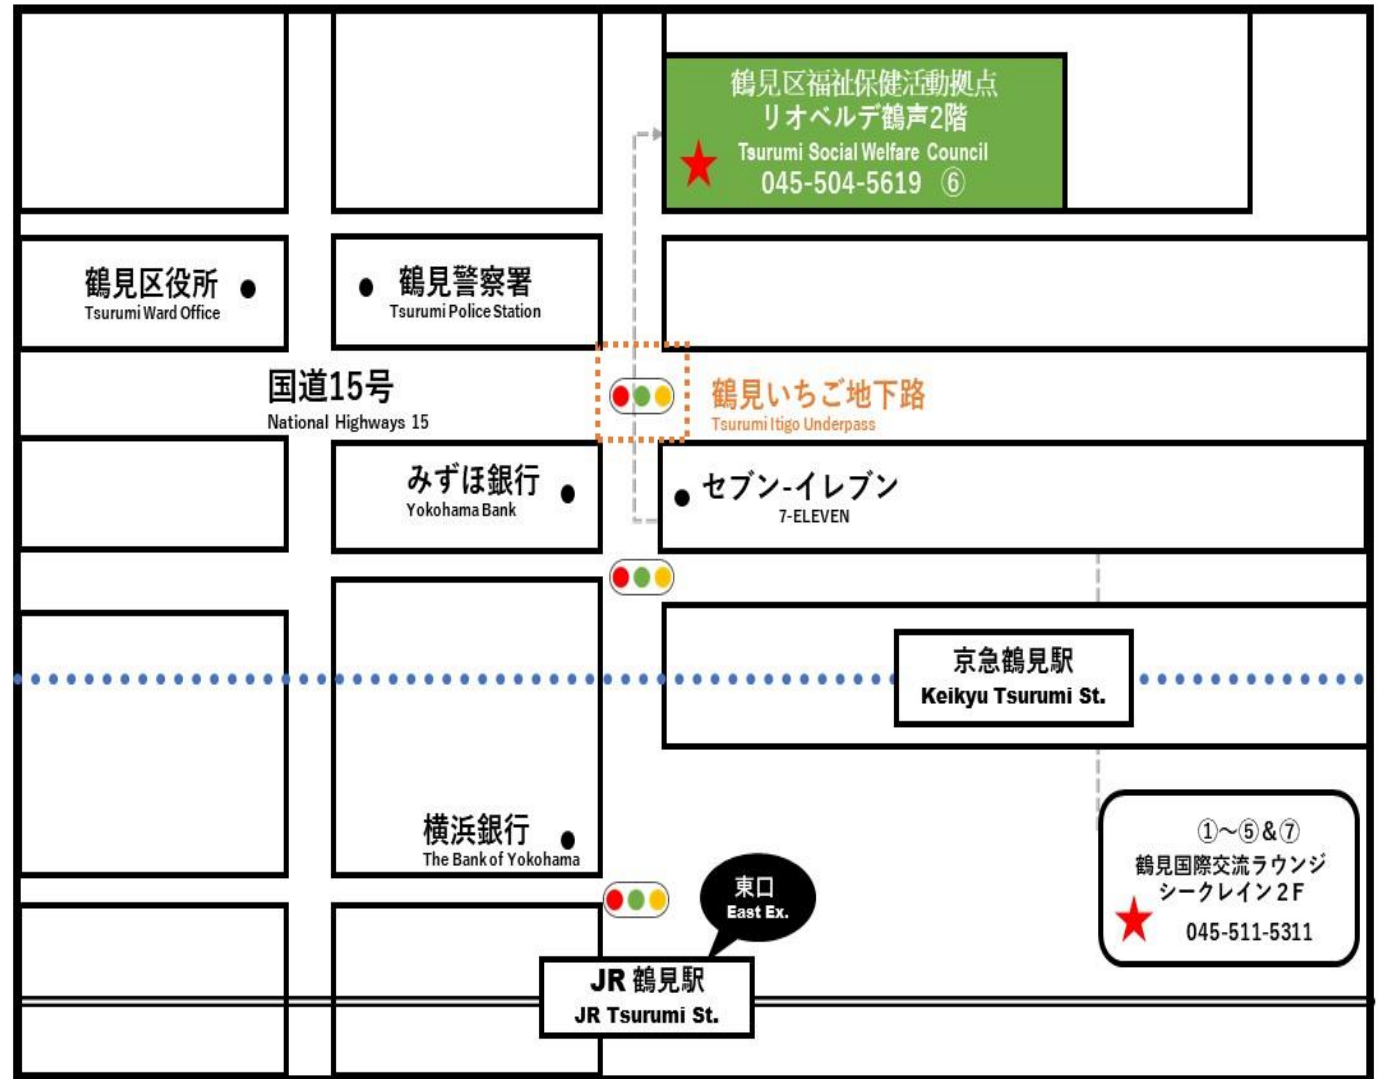 鶴見区福祉保健活動拠点
リオベルデ鶴声2階
Tsurumi Social Welfare Council
045-504-5619 ⑥
鶴見区役所
Tsurumi Ward Office
鶴見警察署
Tsurumi Police Station
国道15号
National Highways 15
鶴見いちご地下路
Tsurumi Itigo Underpass
みずほ銀行
Yokohama Bank
セブン-イレブン
7-ELEVEN
京急鶴見駅
Keikyu Tsurumi St.
横浜銀行
The Bank of Yokohama
東口
East Ex.
①～⑤&⑦
鶴見国際交流ラウンジ
シークレイン2F
045-511-5311
JR 鶴見駅
JR Tsurumi St.